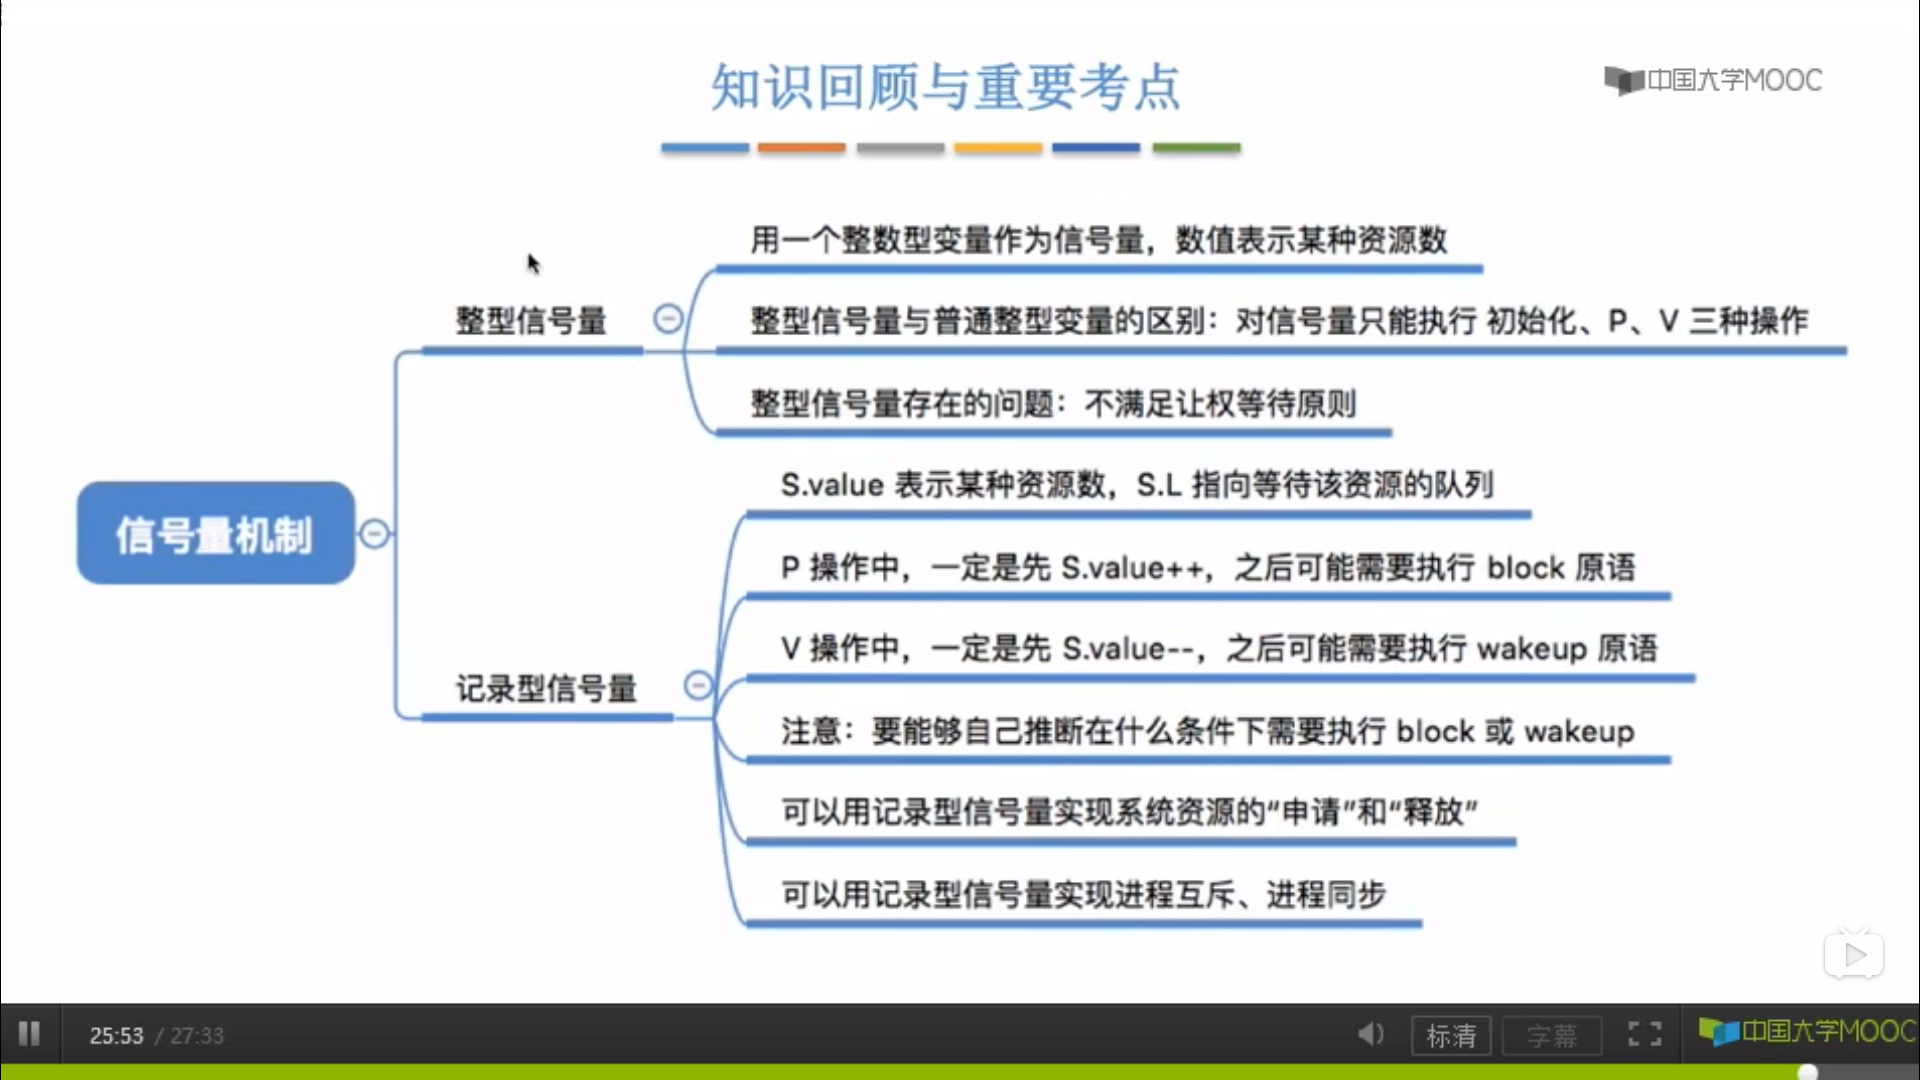 知识回顾与重要考点
中国大学MOOC
用一个整数型变量作为信号量，数值表示某种资源数
整型信号量
整型信号量与普通整型变量的区别：对信号量只能执行 初始化、P、V 三种操作
整型信号量存在的问题：不满足让权等待原则
信号量机制
S.value 表示某种资源数，S.L 指向等待该资源的队列
P 操作中，一定是先 S.value++，之后可能需要执行 block 原语
V 操作中，一定是先 S.value--，之后可能需要执行 wakeup 原语
记录型信号量
注意：要能够自己推断在什么条件下需要执行 block 或 wakeup
可以用记录型信号量实现系统资源的“申请”和“释放”
可以用记录型信号量实现进程互斥、进程同步
25:53 / 27:33
标清
字幕
中国大学MOOC